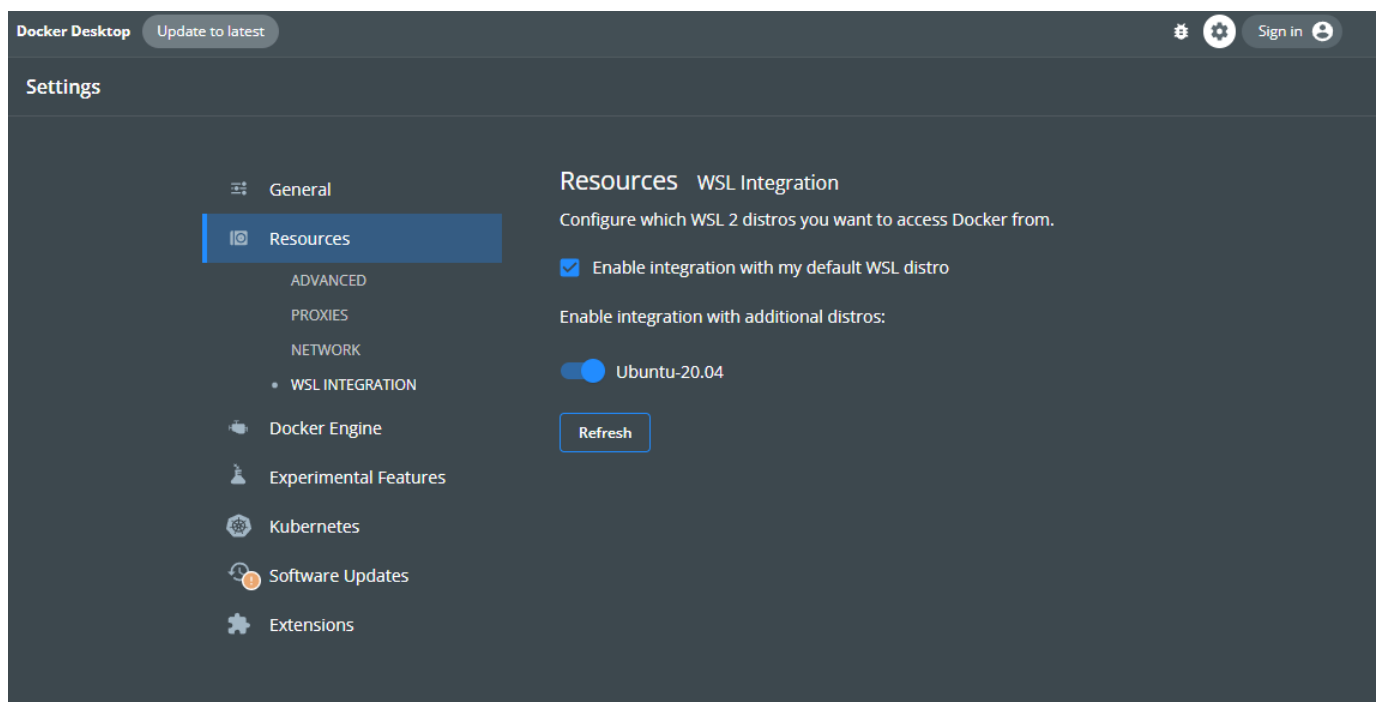 Docker Desktop Update to latest Sign in
Settings
General
Resources
ADVANCED
PROXIES
NETWORK
WSL INTEGRATION
Docker Engine
Experimental Features
Kubernetes
Software Updates
Extensions
Resources WSL Integration
Configure which WSL 2 distros you want to access Docker from.
Enable integration with my default WSL distro
Enable integration with additional distros:
Ubuntu-20.04
Refresh